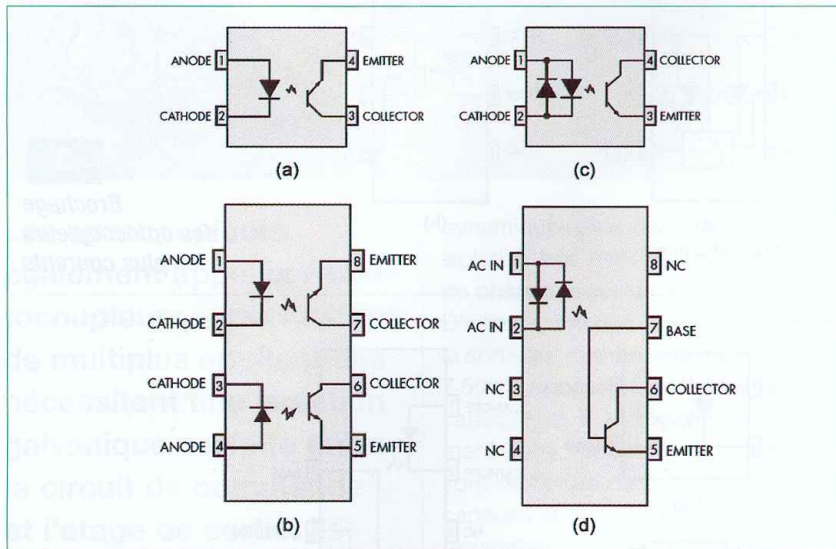 ANODE 1 4 EMITTER
CATHODE 2 3 COLLECTOR
(a)
ANODE 1 4 COLLECTOR
CATHODE 2 3 EMITTER
(c)
ANODE 1 8 EMITTER
CATHODE 2 7 COLLECTOR
CATHODE 3 6 COLLECTOR
ANODE 4 5 EMITTER
(b)
AC IN 1 8 NC
AC IN 2 7 BASE
NC 3 6 COLLECTOR
NC 4 5 EMITTER
(d)